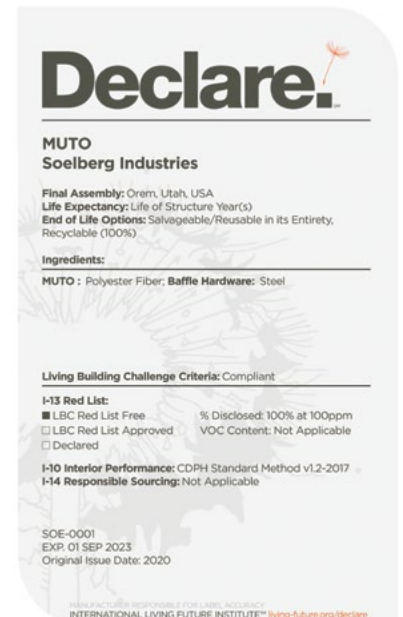 Declare.
MUTO
Soelberg Industries
Final Assembly: Orem, Utah, USA
Life Expectancy: Life of Structure Year(s)
End of Life Options: Salvageable/Reusable in its Entirety,
Recyclable (100%)
Ingredients:
MUTO : Polyester Fiber; Baffle Hardware: Steel
Living Building Challenge Criteria: Compliant
I-13 Red List:
■ LBC Red List Free % Disclosed: 100% at 100ppm
□ LBC Red List Approved VOC Content: Not Applicable
□ Declared
I-10 Interior Performance: CDPH Standard Method v1.2-2017
I-14 Responsible Sourcing: Not Applicable
SOE-0001
EXP. 01 SEP 2023
Original Issue Date: 2020
MANUFACTURER RESPONSIBLE FOR LABEL ACCURACY
INTERNATIONAL LIVING FUTURE INSTITUTE™ living-future.org/declare